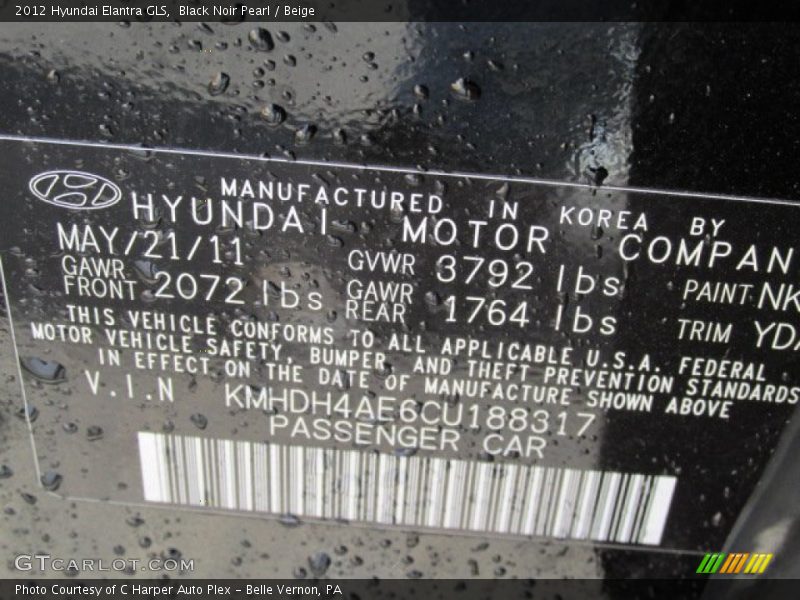 2012 Hyundai Elantra GLS, Black Noir Pearl / Beige
MANUFACTURED IN KOREA BY
HYUNDAI MOTOR COMPAN
MAY/21/11 GVWR 3792 lbs PAINT NK
GAWR FRONT 2072 lbs GAWR REAR 1764 lbs TRIM YDA
THIS VEHICLE CONFORMS TO ALL APPLICABLE U.S.A. FEDERAL
MOTOR VEHICLE SAFETY, BUMPER, AND THEFT PREVENTION STANDARDS
IN EFFECT ON THE DATE OF MANUFACTURE SHOWN ABOVE
V.I.N KMHDH4AE6CU188317
PASSENGER CAR
GTCARLOT.COM
Photo Courtesy of C Harper Auto Plex - Belle Vernon, PA